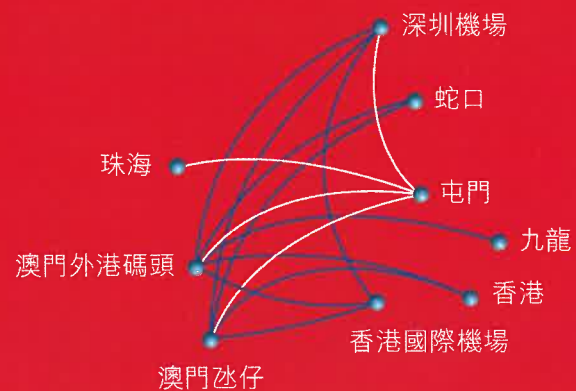 深圳機場
蛇口
珠海
屯門
九龍
澳門外港碼頭
香港
香港國際機場
澳門氹仔